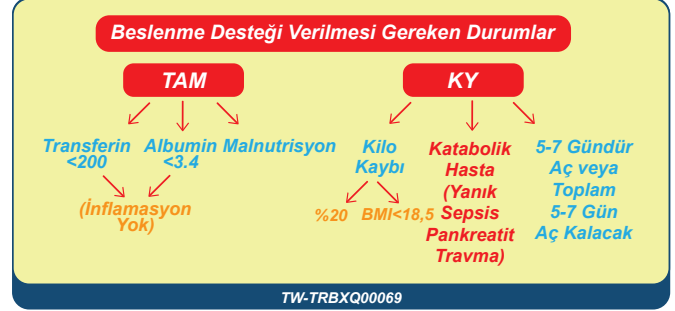 Beslenme Desteği Verilmesi Gereken Durumlar
TAM
Transferin
<200
Albumin
<3.4
Malnutrisyon
(İnflamasyon
Yok)
KY
Kilo
Kaybı
%20
BMI<18,5
Katabolik
Hasta
(Yanık
Sepsis
Pankreatit
Travma)
5-7 Gündür
Aç veya
Toplam
5-7 Gün
Aç Kalacak
TW-TRBXQ00069